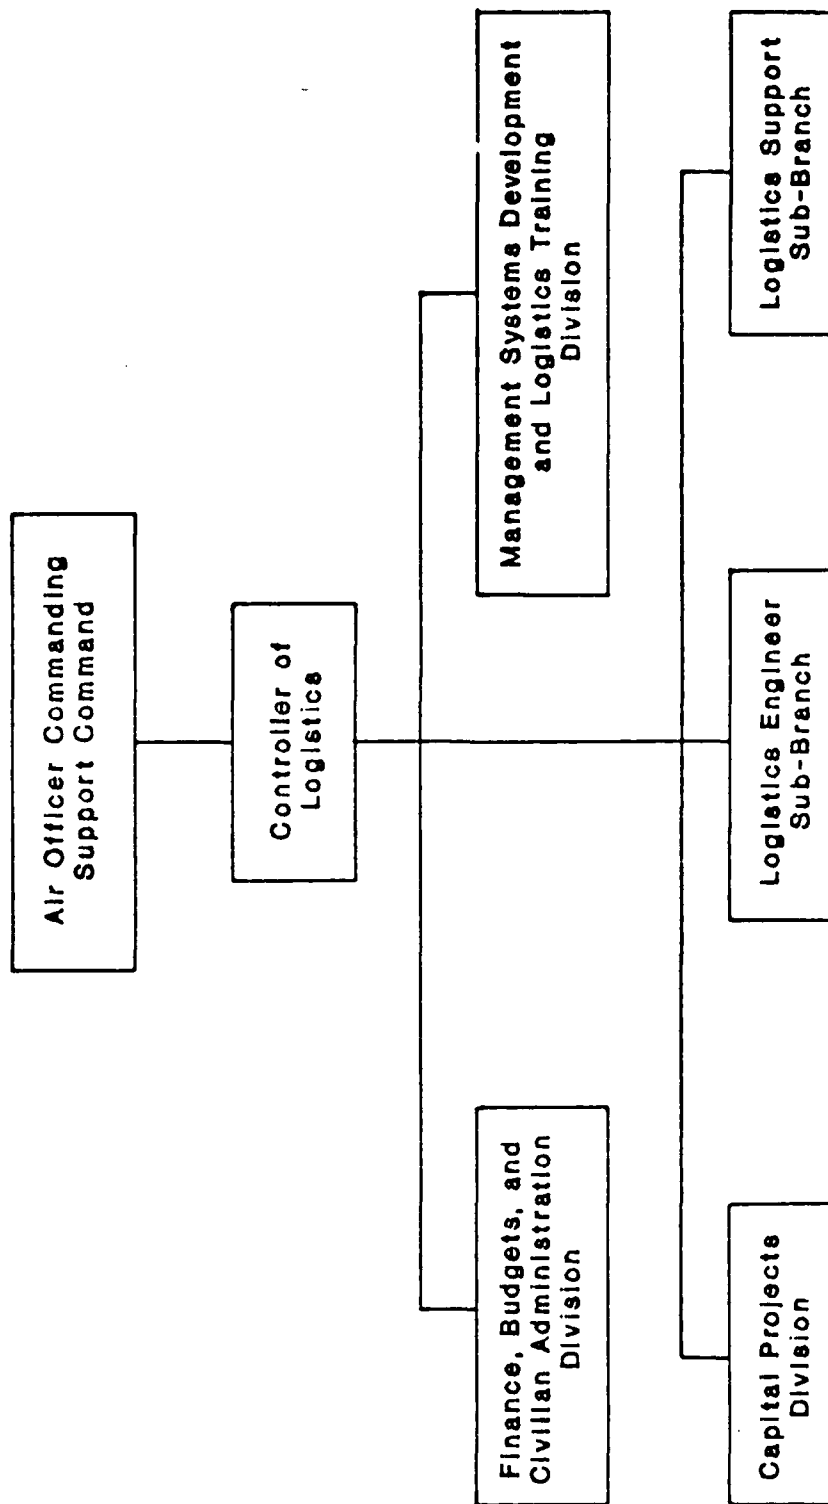 Air Officer Commanding
Support Command
Controller of
Logistics
Finance, Budgets, and
Civilian Administration
Division
Management Systems Development
and Logistics Training
Division
Capital Projects
Division
Logistics Engineer
Sub-Branch
Logistics Support
Sub-Branch